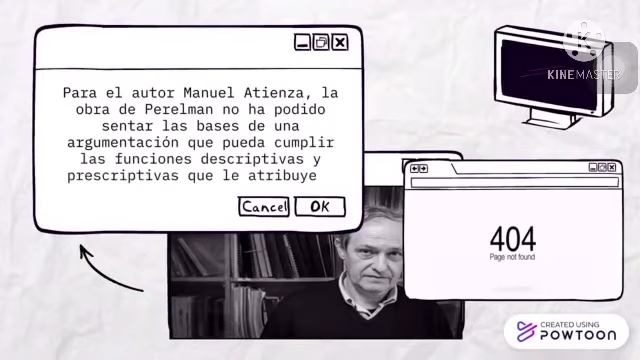 Para el autor Manuel Atienza, la
obra de Perelman no ha podido
sentar las bases de una
argumentación que pueda cumplir
las funciones descriptivas y
prescriptivas que le atribuye
Cancel OK
KINEMASTER
404
Page not found
CREATED USING
POWTOON